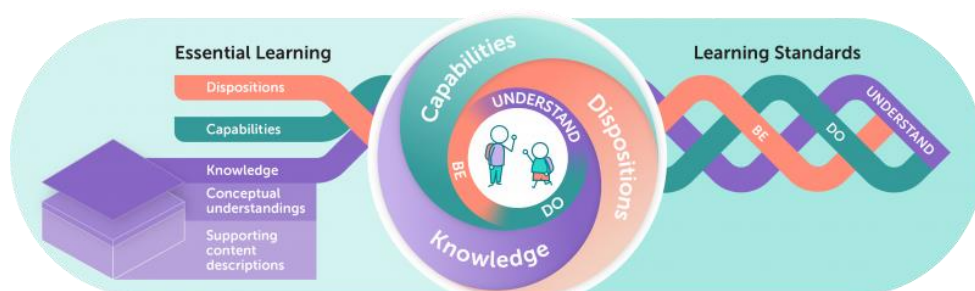 Essential Learning
Dispositions
Capabilities
Knowledge
Conceptual
understandings
Supporting
content
descriptions
Capabilities
Dispositions
Knowledge
UNDERSTAND
BE
DO
Learning Standards
BE
DO
UNDERSTAND